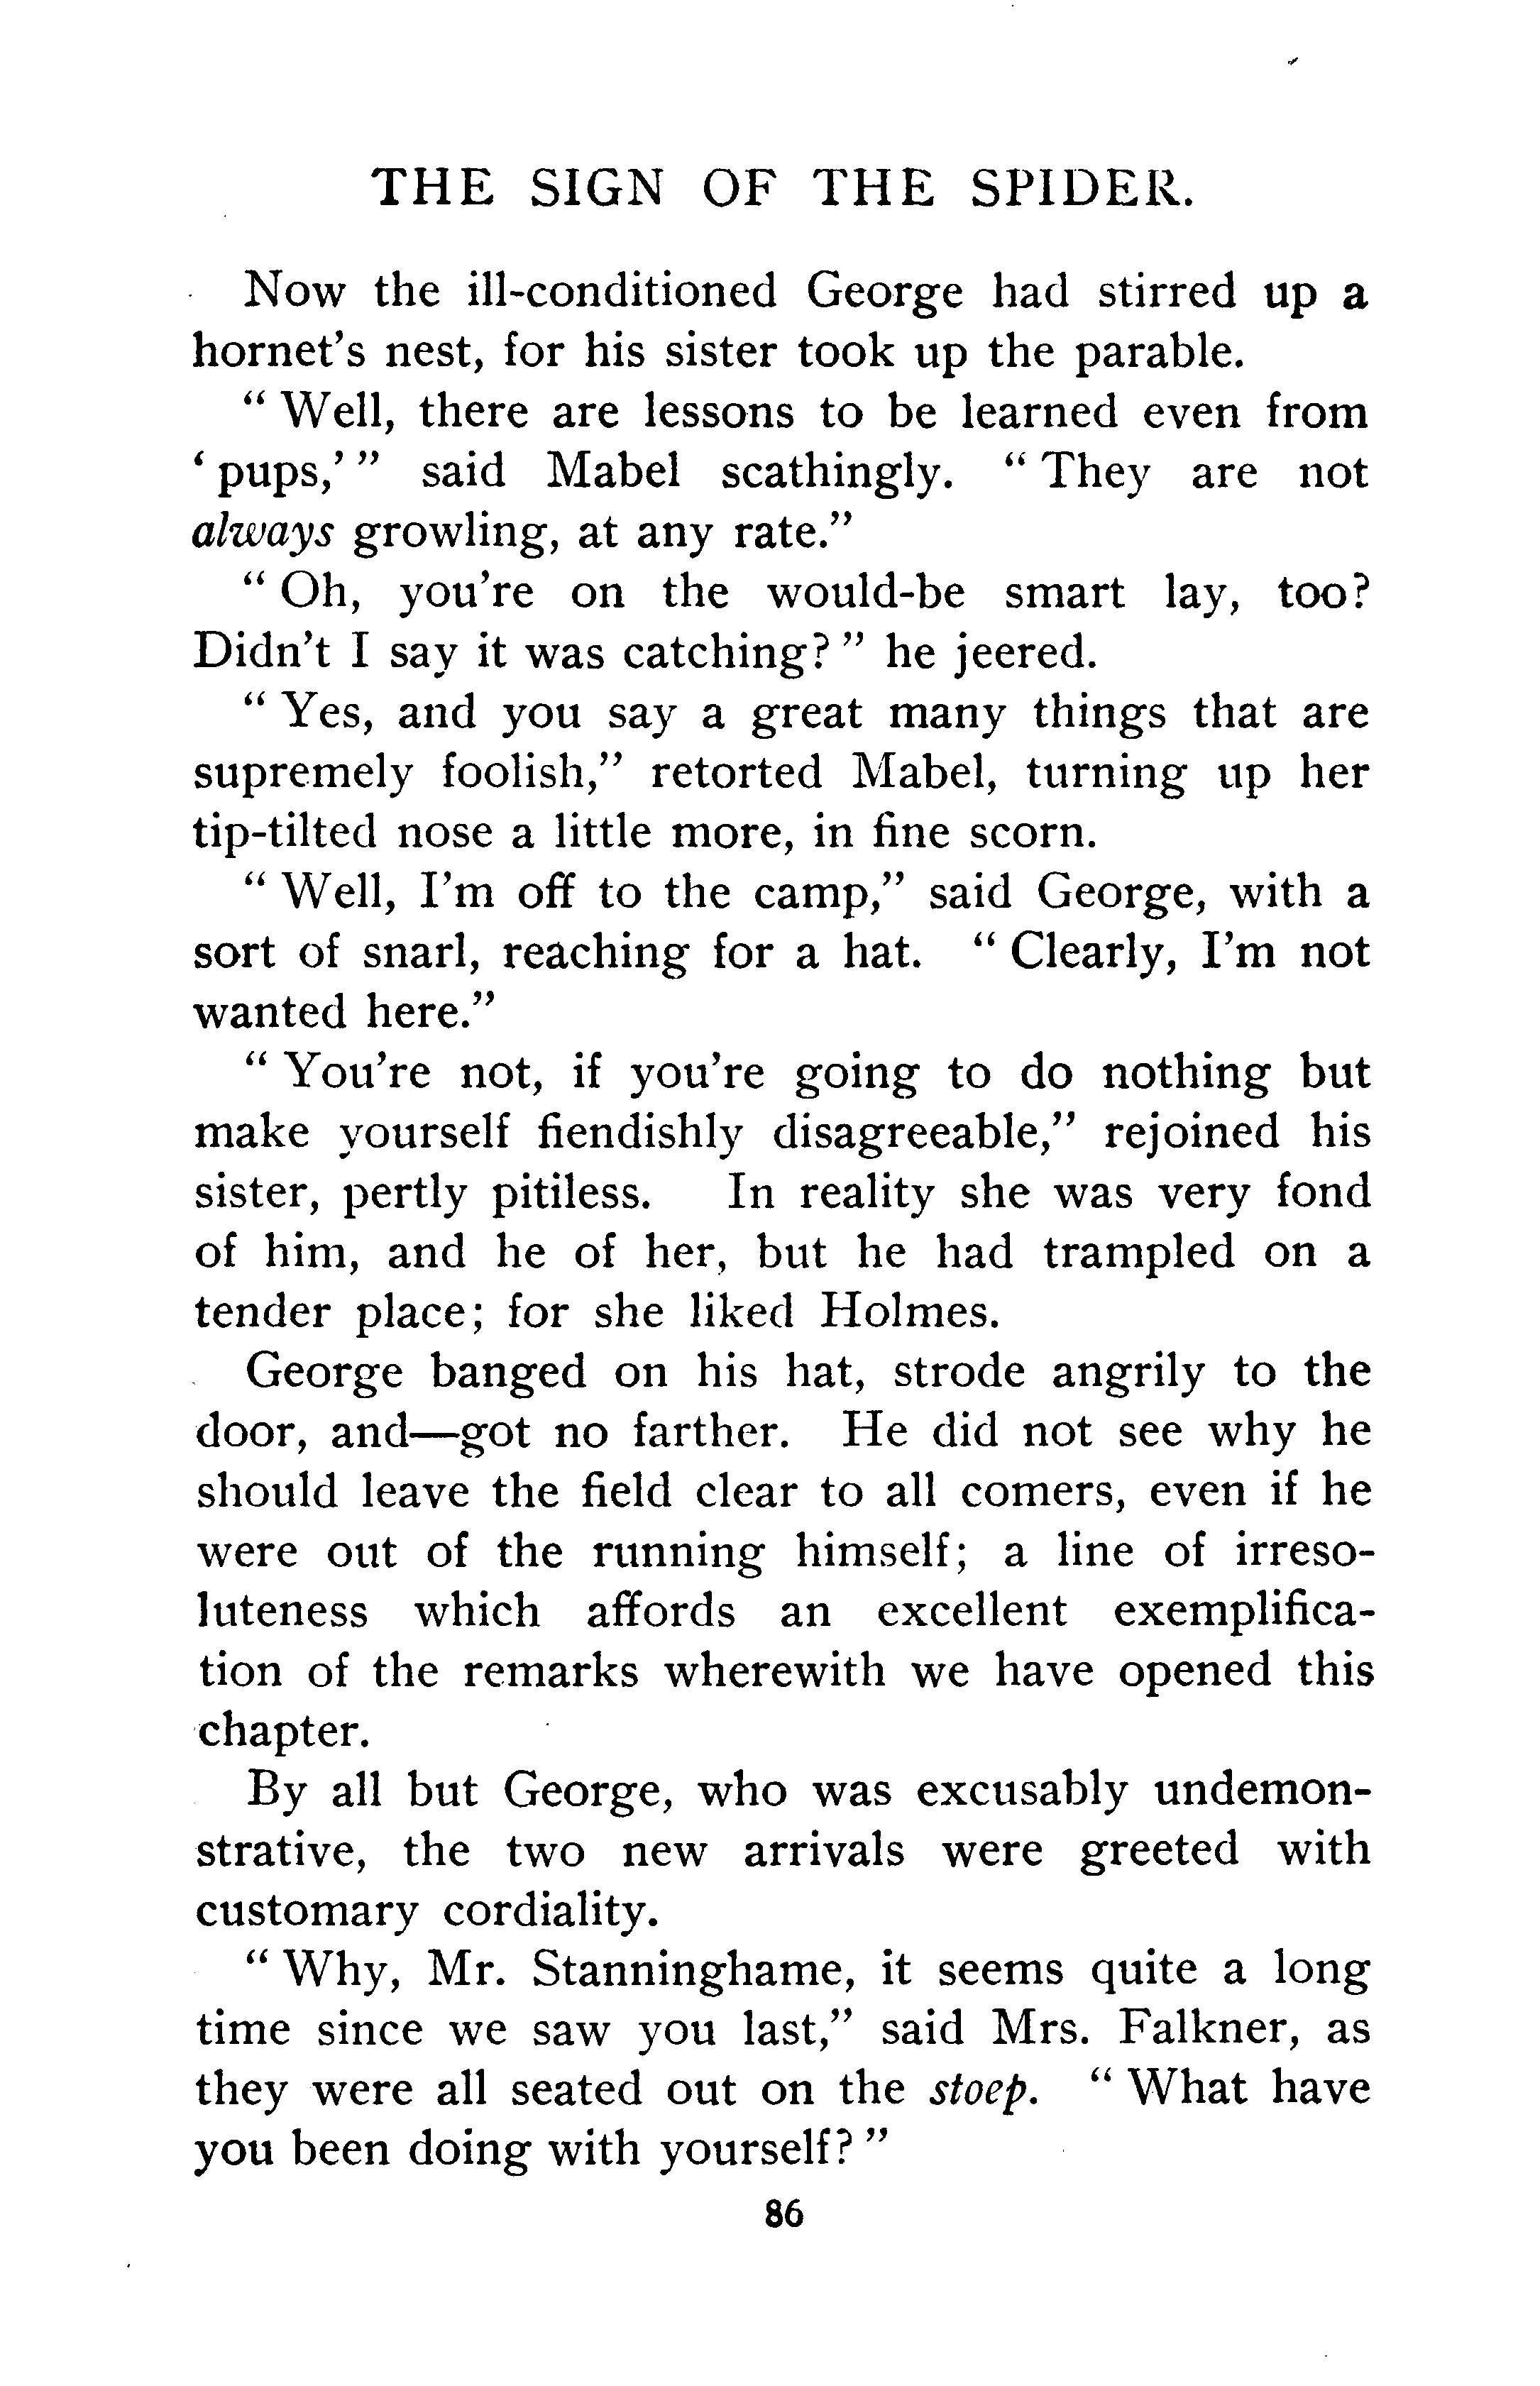 THE SIGN OF THE SPIDER.
Now the ill-conditioned George had stirred up a
hornet's nest, for his sister took up the parable.
" Well, there are lessons to be learned even from
' pups,' " said Mabel scathingly. " They are not
always growling, at any rate."
" Oh, you're on the would-be smart lay, too?
Didn't I say it was catching? " he jeered.
" Yes, and you say a great many things that are
supremely foolish," retorted Mabel, turning up her
tip-tilted nose a little more, in fine scorn.
" Well, I'm off to the camp," said George, with a
sort of snarl, reaching for a hat. " Clearly, I'm not
wanted here."
" You're not, if you're going to do nothing but
make yourself fiendishly disagreeable," rejoined his
sister, pertly pitiless. In reality she was very fond
of him, and he of her, but he had trampled on a
tender place; for she liked Holmes.
George banged on his hat, strode angrily to the
door, and—got no farther. He did not see why he
should leave the field clear to all comers, even if he
were out of the running himself; a line of irreso-
luteness which affords an excellent exemplifica-
tion of the remarks wherewith we have opened this
chapter.
By all but George, who was excusably undemon-
strative, the two new arrivals were greeted with
customary cordiality.
" Why, Mr. Stanninghame, it seems quite a long
time since we saw you last," said Mrs. Falkner, as
they were all seated out on the stoep. " What have
you been doing with yourself? "
86